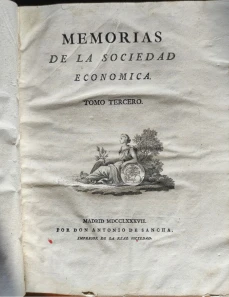 MEMORIAS
DE LA SOCIEDAD
ECONOMICA.
TOMO TERCERO.
MADRID MDCCLXXXVII.
POR DON ANTONIO DE SANCHA,
IMPRESOR DE LA REAL SOCIEDAD.